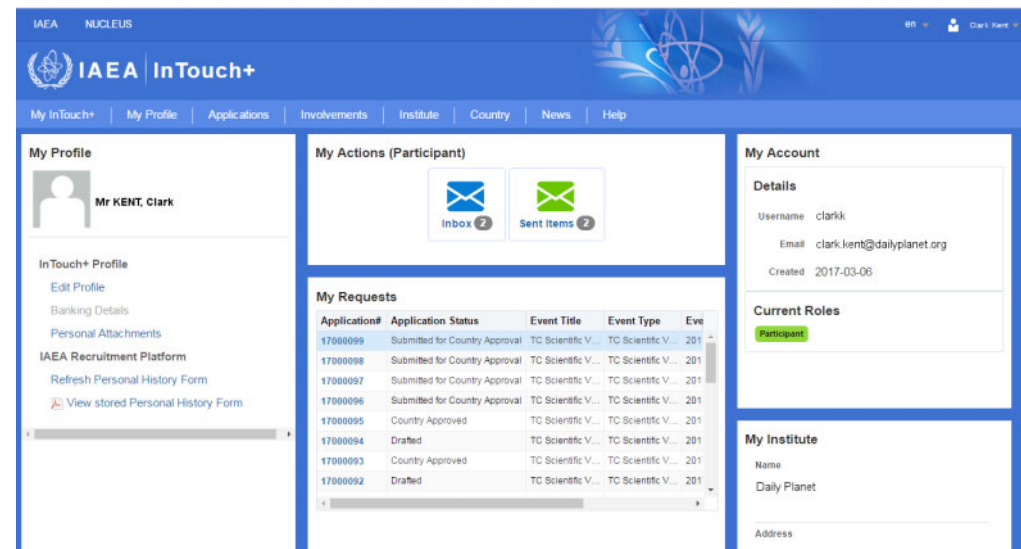 IAEA NUCLEUS en Clark Kent
IAEA InTouch+
My InTouch+ My Profile Applications Involvements Institute Country News Help
My Profile
Mr KENT, Clark
InTouch+ Profile
Edit Profile
Banking Details
Personal Attachments
IAEA Recruitment Platform
Refresh Personal History Form
View stored Personal History Form
My Actions (Participant)
Inbox 2 Sent Items 2
My Requests
Application# Application Status Event Title Event Type Eve
17000099 Submitted for Country Approval TC Scientific V... TC Scientific V... 201
17000098 Submitted for Country Approval TC Scientific V... TC Scientific V... 201
17000097 Submitted for Country Approval TC Scientific V... TC Scientific V... 201
17000096 Submitted for Country Approval TC Scientific V... TC Scientific V... 201
17000095 Country Approved TC Scientific V... TC Scientific V... 201
17000094 Drafted TC Scientific V... TC Scientific V... 201
17000093 Country Approved TC Scientific V... TC Scientific V... 201
17000092 Drafted TC Scientific V... TC Scientific V... 201
My Account
Details
Username clarkk
Email clark.kent@dailyplanet.org
Created 2017-03-06
Current Roles
Participant
My Institute
Name
Daily Planet
Address